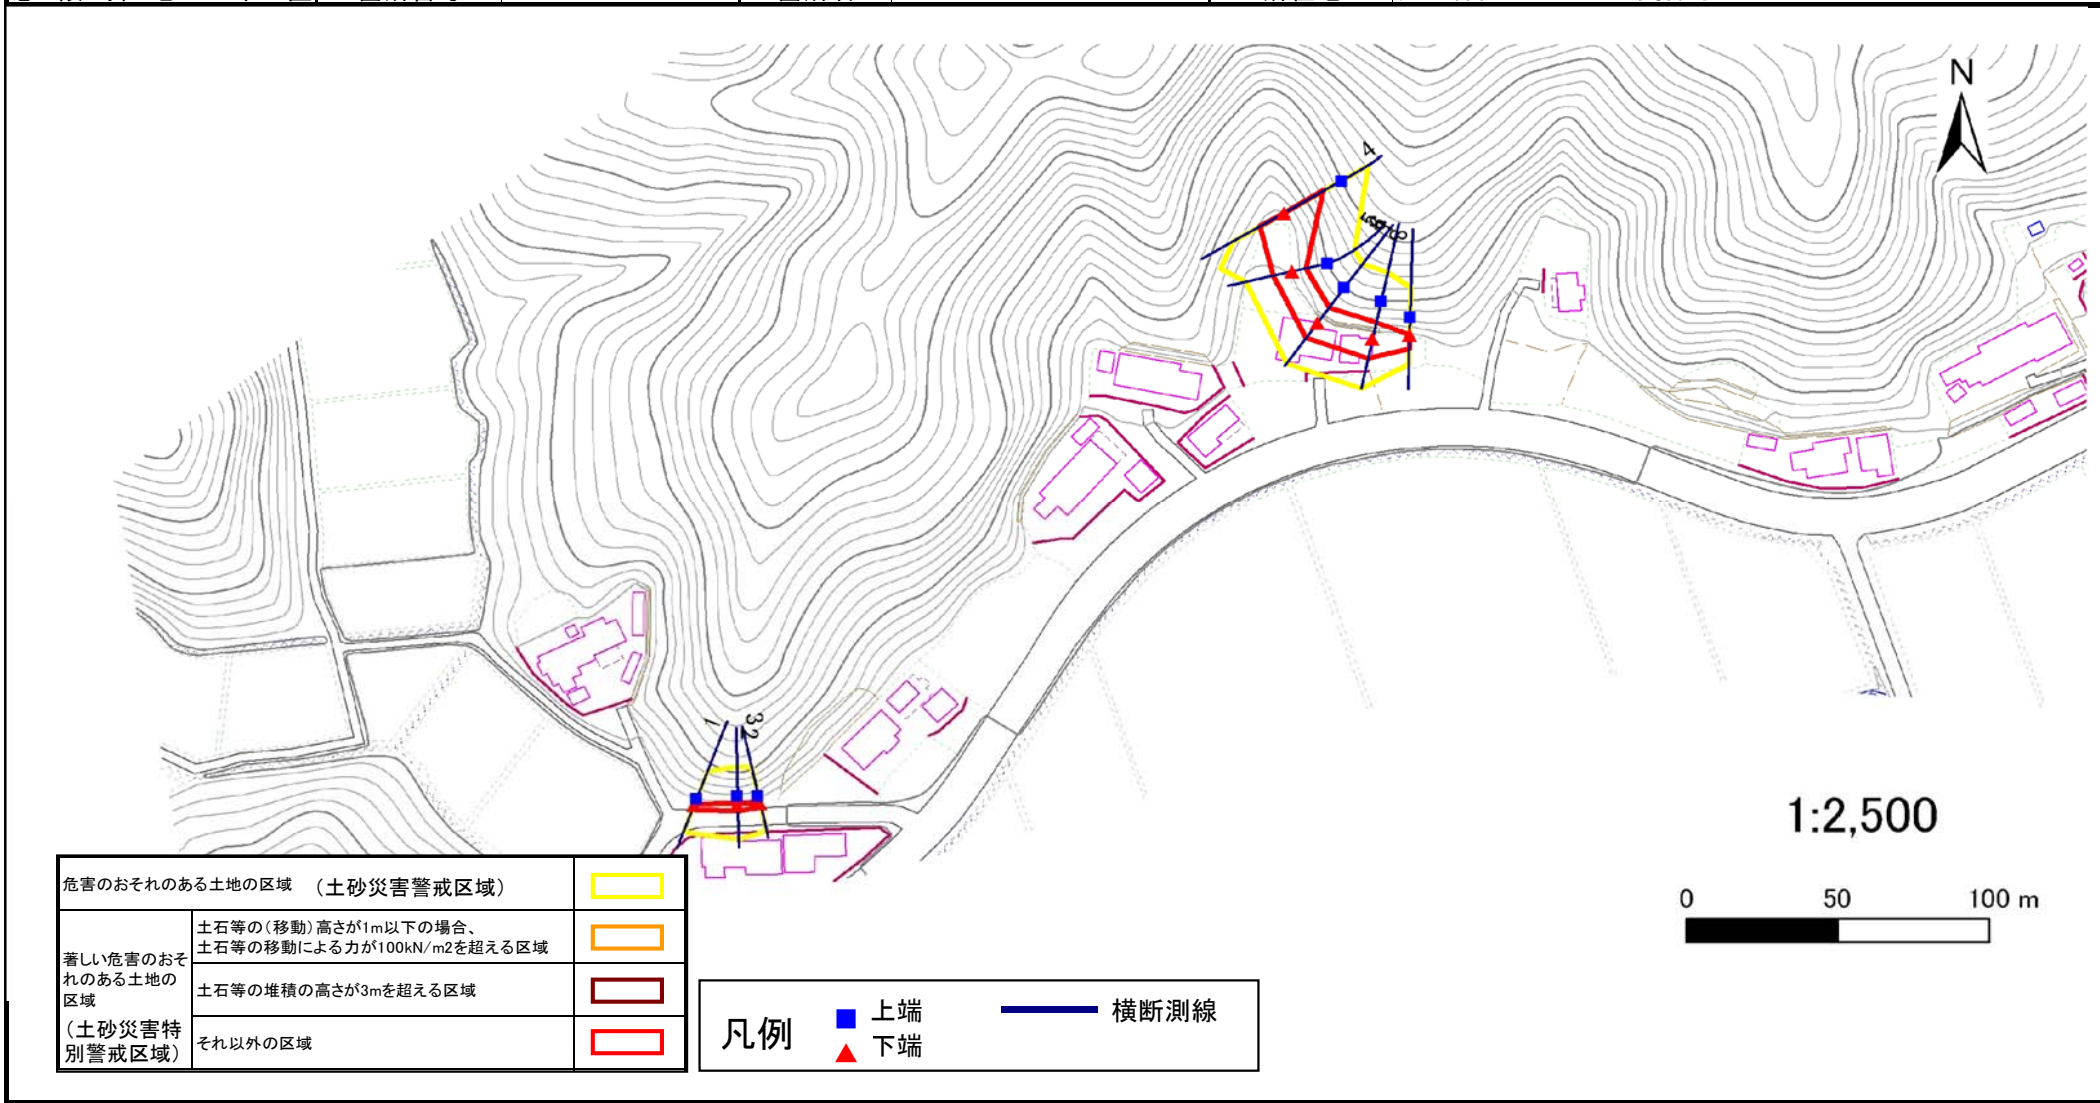 N
4
8
1
3
2
1:2,500
0 50 100 m
危害のおそれのある土地の区域 （土砂災害警戒区域）
著しい危害のおそ
れのある土地の
区域
（土砂災害特
別警戒区域）
土石等の（移動）高さが1m以下の場合、
土石等の移動による力が100kN/m2を超える区域
土石等の堆積の高さが3mを超える区域
それ以外の区域
凡例
上端
下端
横断測線